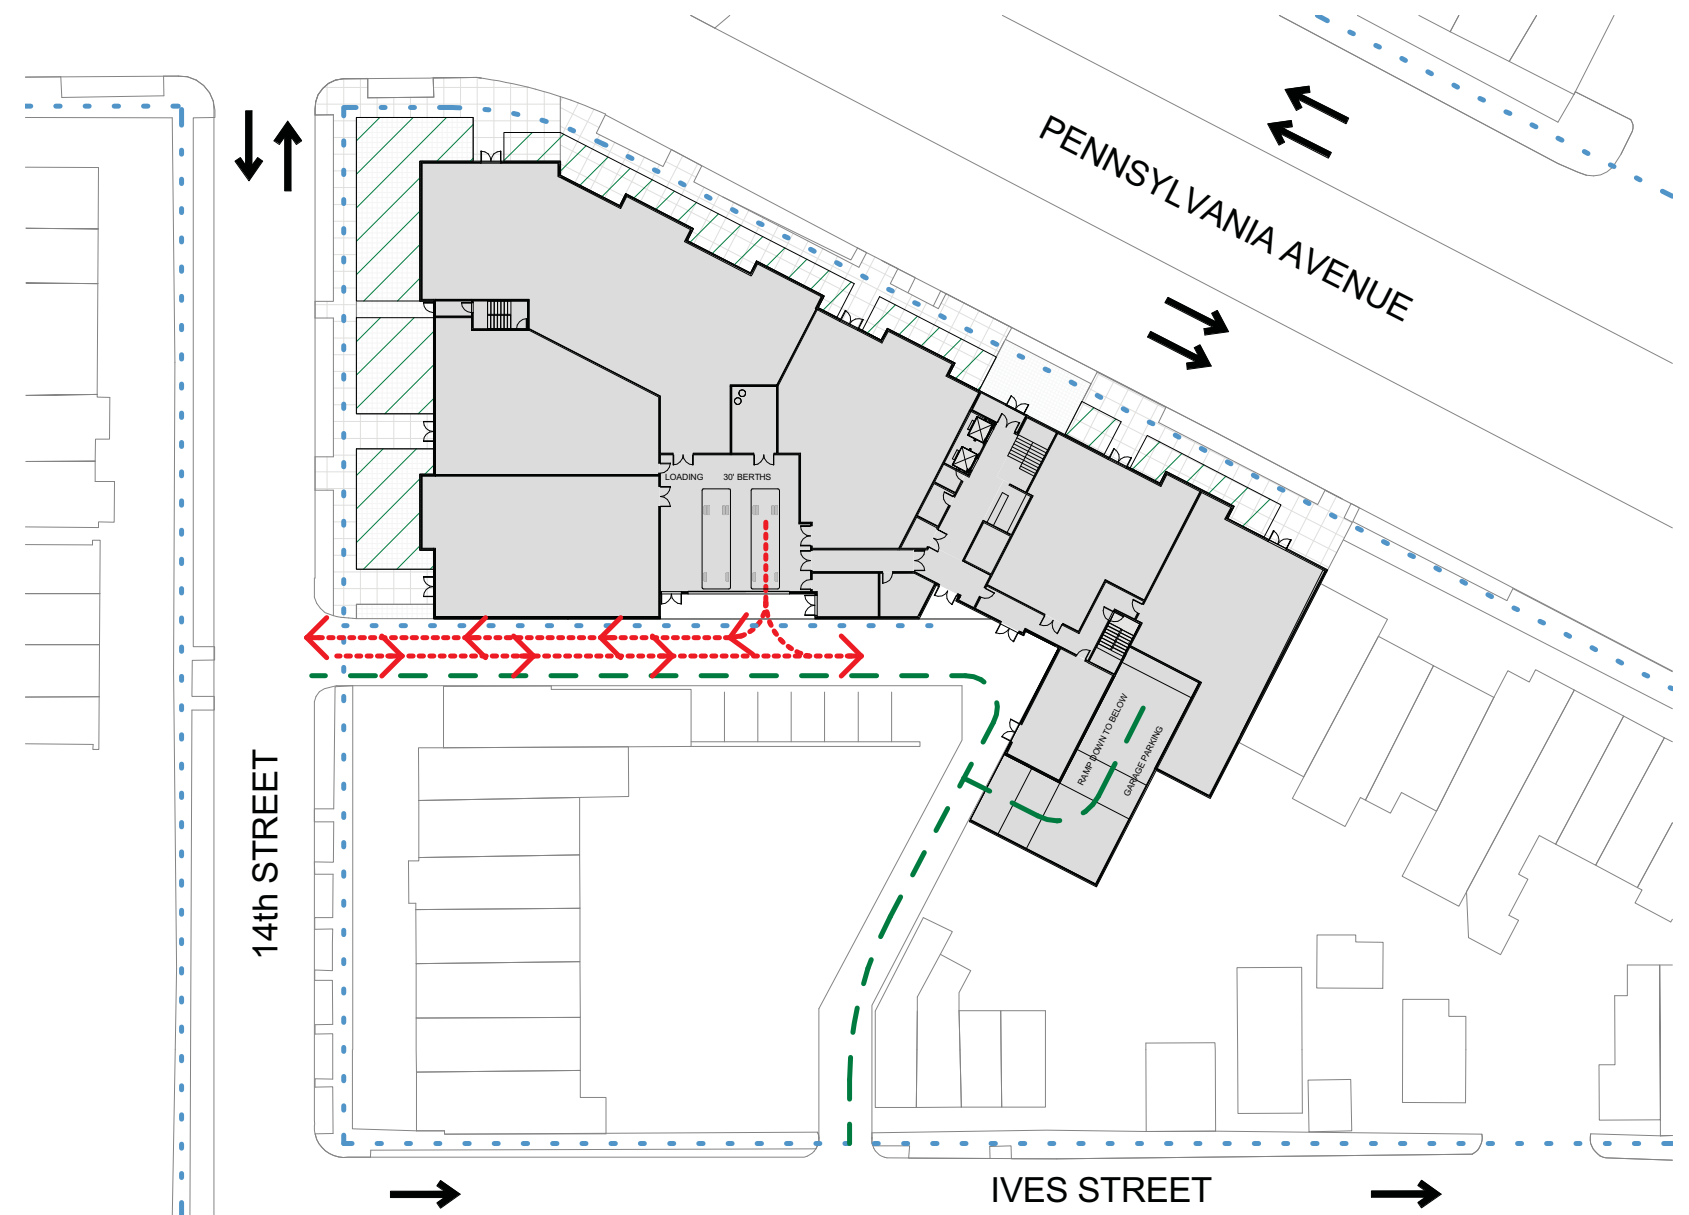 PENNSYLVANIA AVENUE
LOADING 30' BERTHS
RAMP DOWN TO BELOW
GARAGE PARKING
14th STREET
IVES STREET